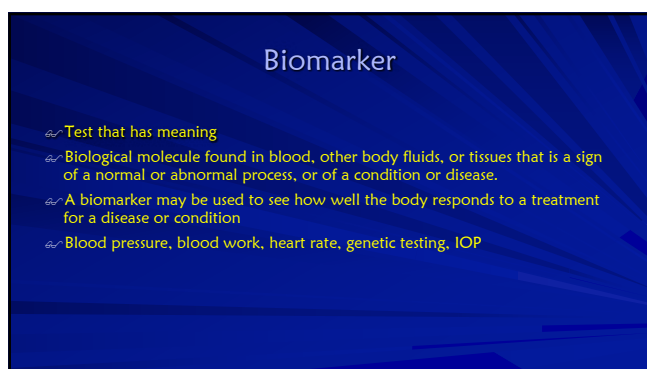 Biomarker
Test that has meaning
Biological molecule found in blood, other body fluids, or tissues that is a sign
of a normal or abnormal process, or of a condition or disease.
A biomarker may be used to see how well the body responds to a treatment
for a disease or condition
Blood pressure, blood work, heart rate, genetic testing, IOP